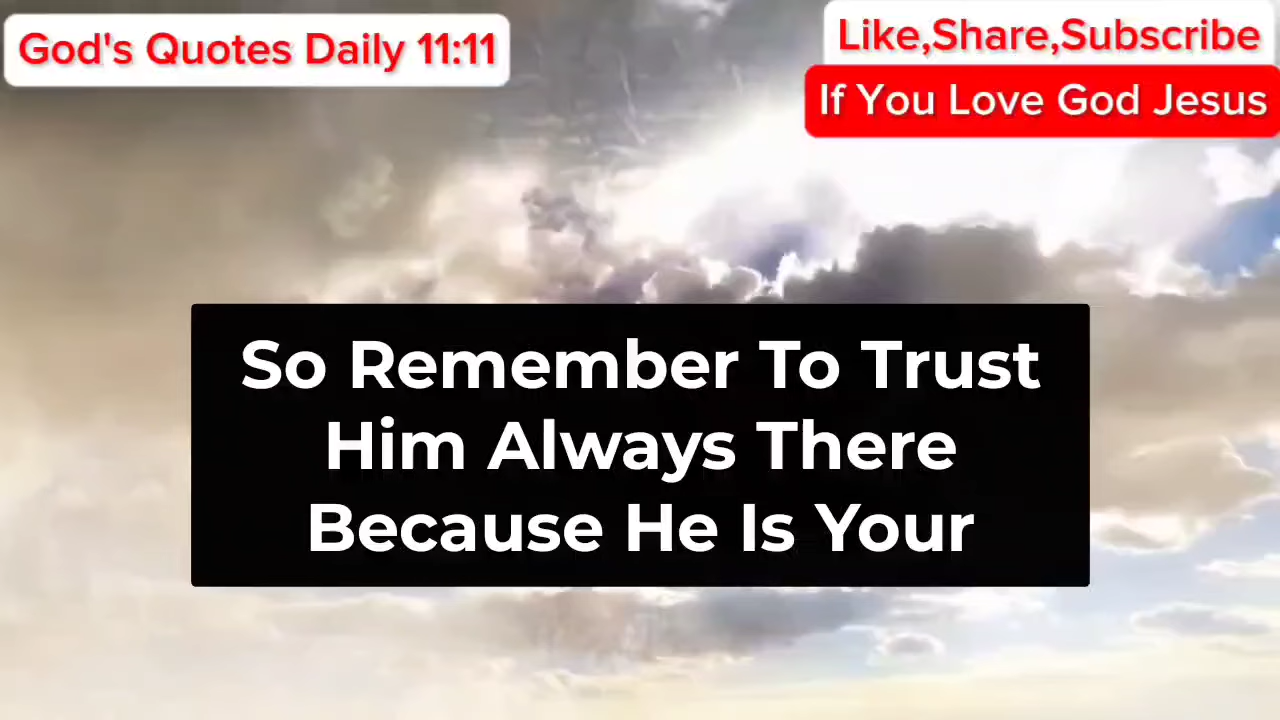 God's Quotes Daily 11:11
Like,Share,Subscribe
If You Love God Jesus
So Remember To Trust
Him Always There
Because He Is Your